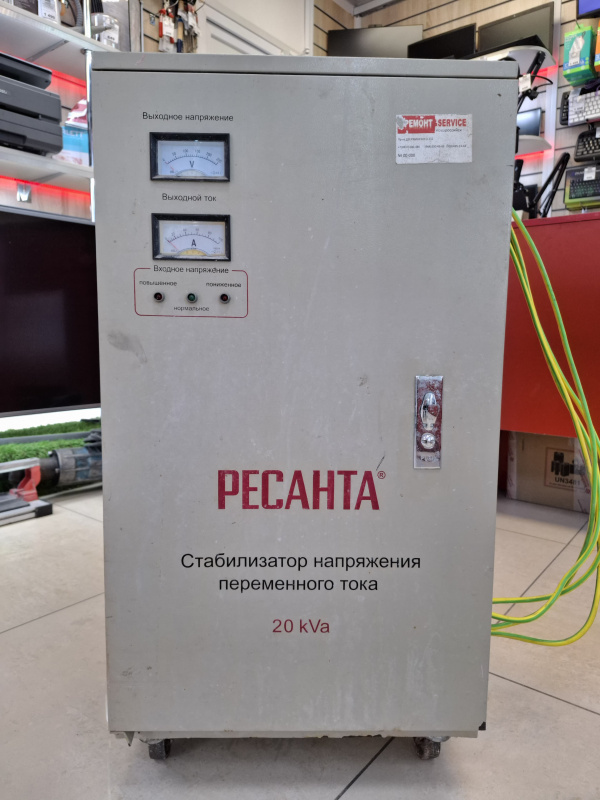 Выходное напряжение
V
Выходной ток
A
Входное напряжение
повышенное
пониженное
нормальное
РЕМОНТ &SERVICE
РЕСАНТА®
Стабилизатор напряжения
переменного тока
20 kVa